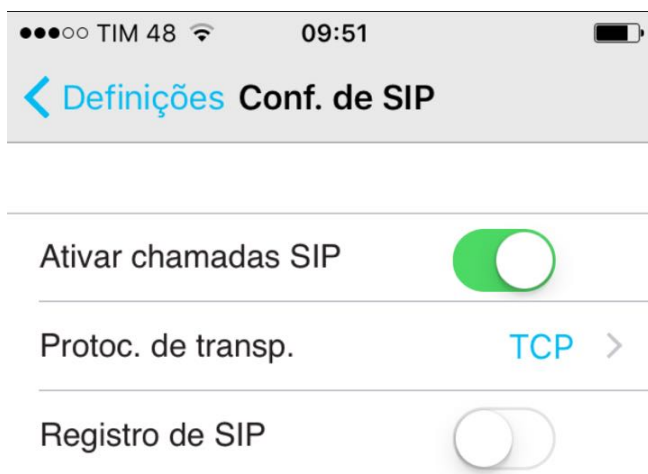 TIM 48 09:51
Definições Conf. de SIP
Ativar chamadas SIP
Protoc. de transp. TCP
Registro de SIP